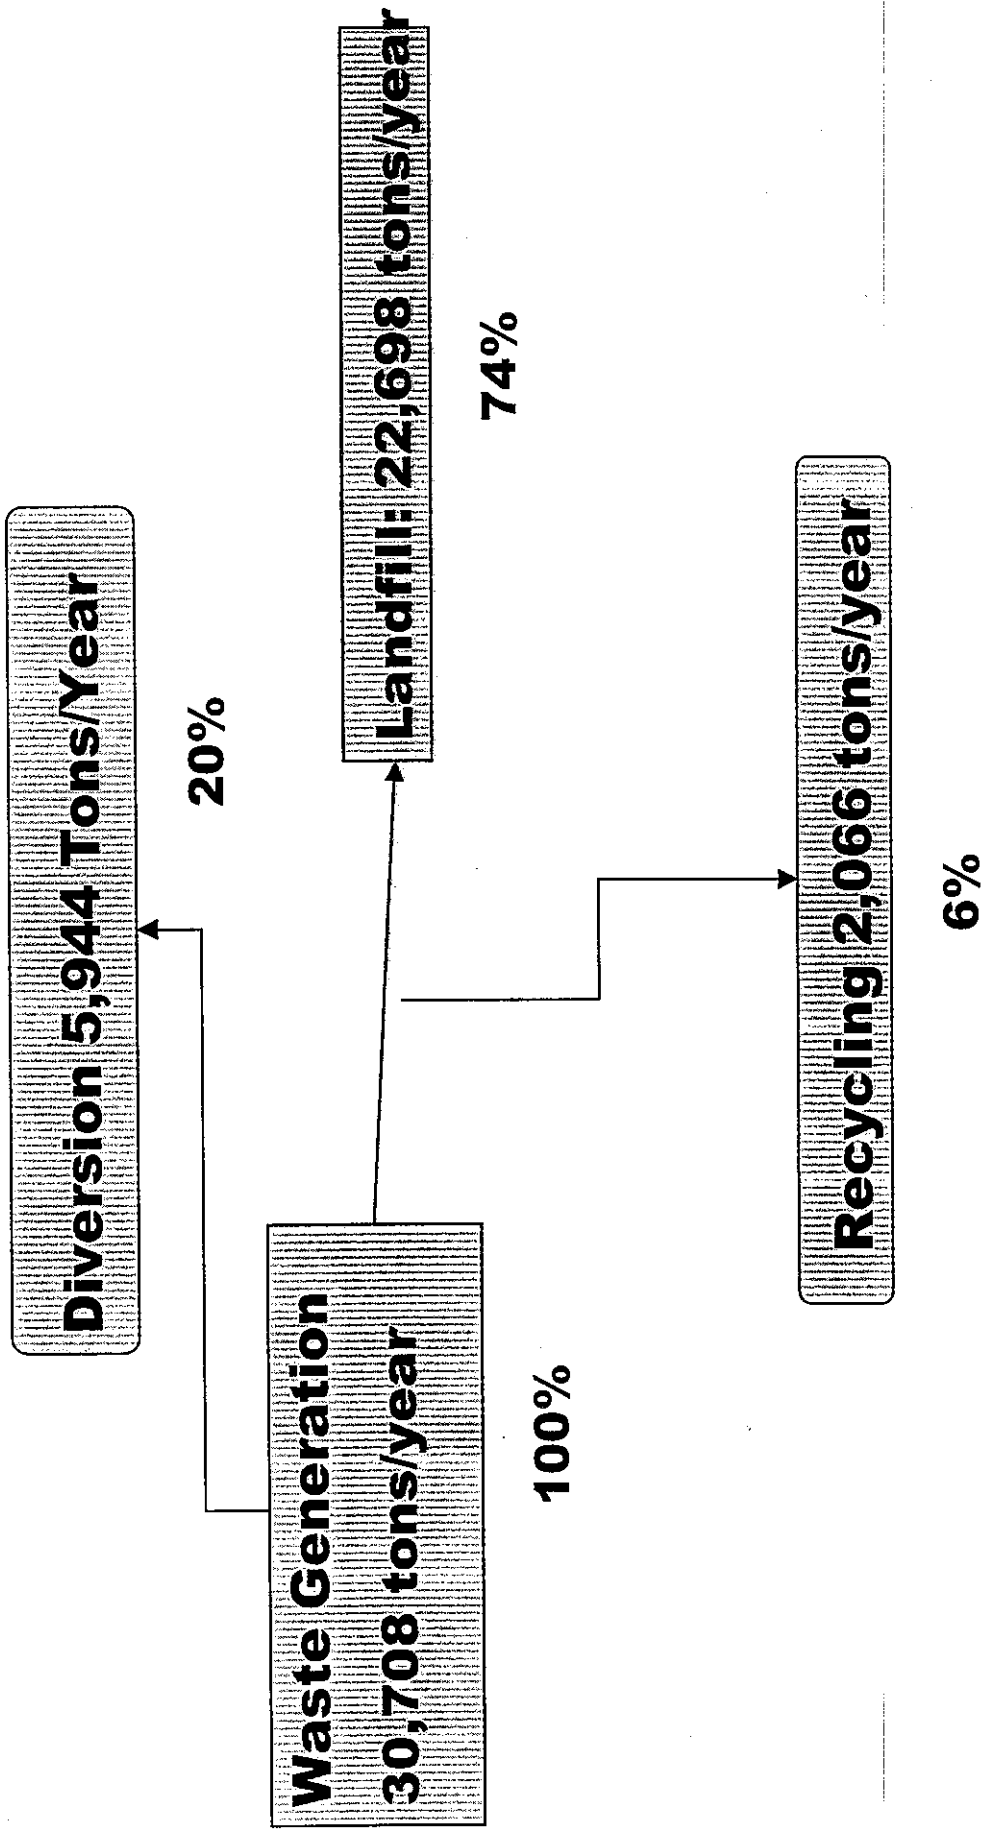 Diversion 5,944 Tons/Year
20%
Waste Generation
30,708 tons/year
100%
Landfill: 22,698 tons/year
74%
Recycling 2,066 tons/year
6%